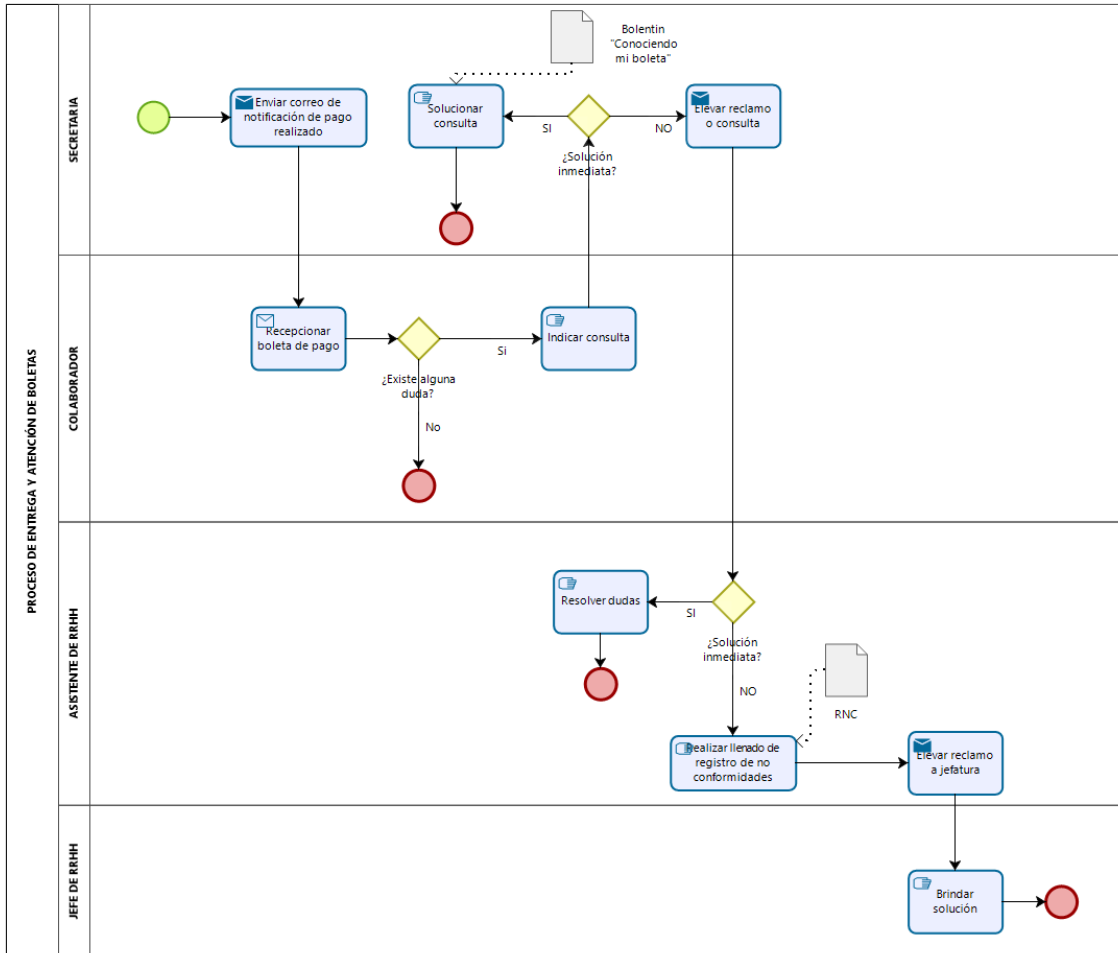 PROCESO DE ENTREGA Y ATENCIÓN DE BOLETAS
SECRETARIA
Enviar correo de
notificación de pago
realizado
Solucionar
consulta
Bolentin
"Conociendo
mi boleta"
SI
¿Solución
inmediata?
NO
Elevar reclamo
o consulta
COLABORADOR
Recepcionar
boleta de pago
¿Existe alguna
duda?
Si
No
Indicar consulta
ASISTENTE DE RRHH
Resolver dudas
SI
¿Solución
inmediata?
NO
RNC
Realizar llenado de
registro de no
conformidades
Elevar reclamo
a jefatura
JEFE DE RRHH
Brindar
solución